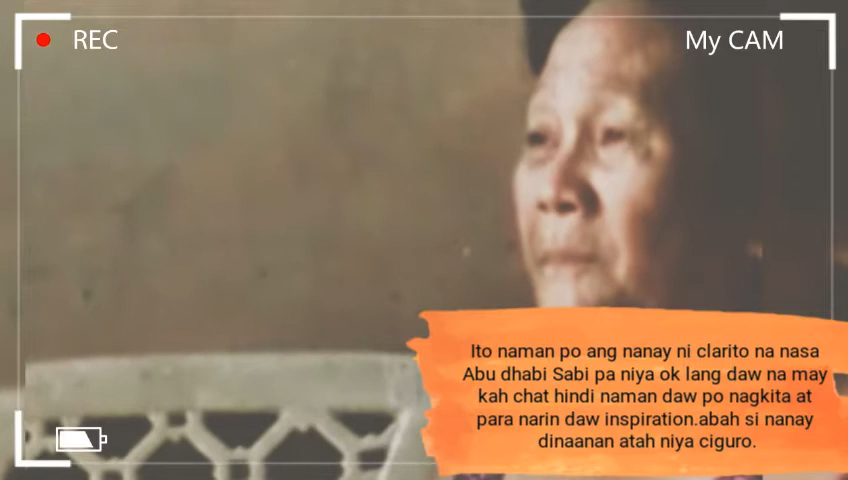 REC
My CAM
Ito naman po ang nanay ni clarito na nasa
Abu dhabi Sabi pa niya ok lang daw na may
kah chat hindi naman daw po nagkita at
para narin daw inspiration.abah si nanay
dinaanan atah niya ciguro.